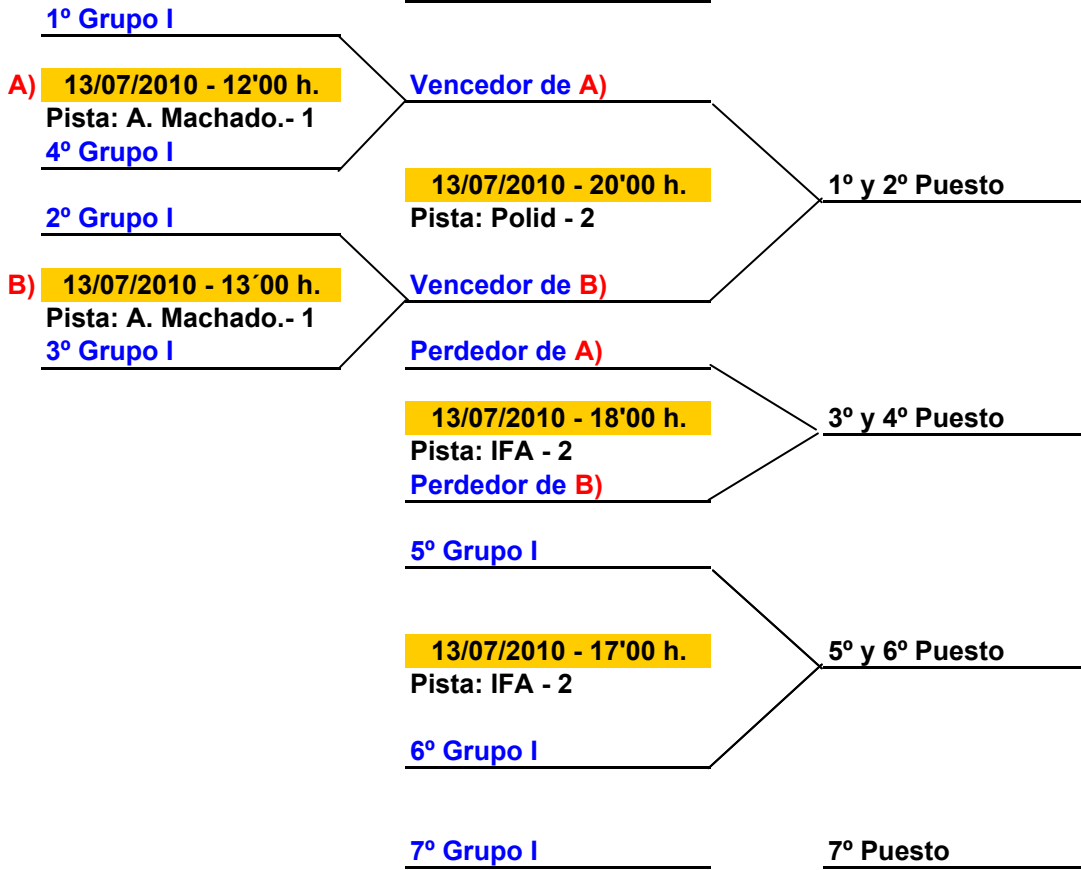 1º Grupo I
A) 13/07/2010 - 12'00 h.
Vencedor de A)
Pista: A. Machado.- 1
4º Grupo I
13/07/2010 - 20'00 h.
1º y 2º Puesto
2º Grupo I
Pista: Polid - 2
B) 13/07/2010 - 13´00 h.
Vencedor de B)
Pista: A. Machado.- 1
3º Grupo I
Perdedor de A)
13/07/2010 - 18'00 h.
3º y 4º Puesto
Pista: IFA - 2
Perdedor de B)
5º Grupo I
13/07/2010 - 17'00 h.
5º y 6º Puesto
Pista: IFA - 2
6º Grupo I
7º Grupo I
7º Puesto